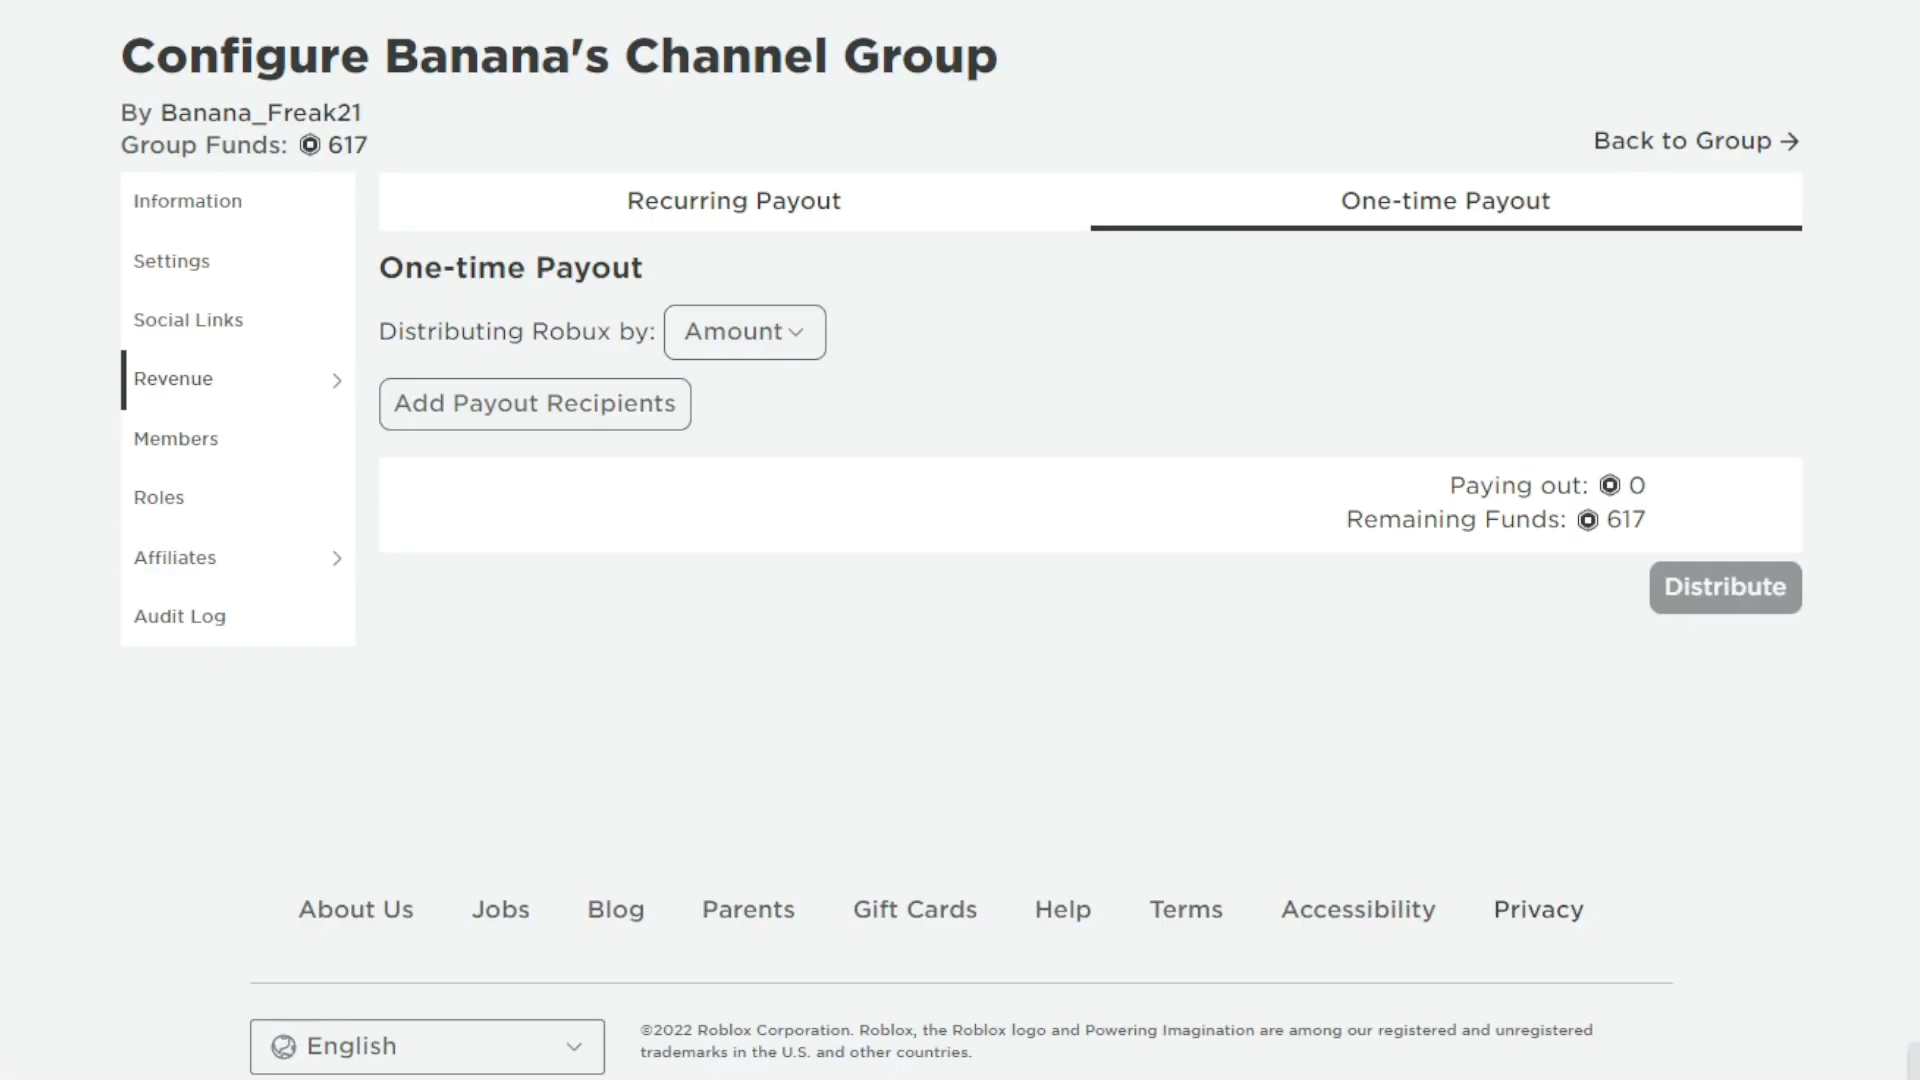 Configure Banana's Channel Group
By Banana_Freak21
Group Funds: 617
Back to Group
Information
Settings
Social Links
Revenue
Members
Roles
Affiliates
Audit Log
Recurring Payout
One-time Payout
One-time Payout
Distributing Robux by: Amount
Add Payout Recipients
Paying out: 0
Remaining Funds: 617
Distribute
About Us Jobs Blog Parents Gift Cards Help Terms Accessibility Privacy
English
©2022 Roblox Corporation. Roblox, the Roblox logo and Powering Imagination are among our registered and unregistered
trademarks in the U.S. and other countries.